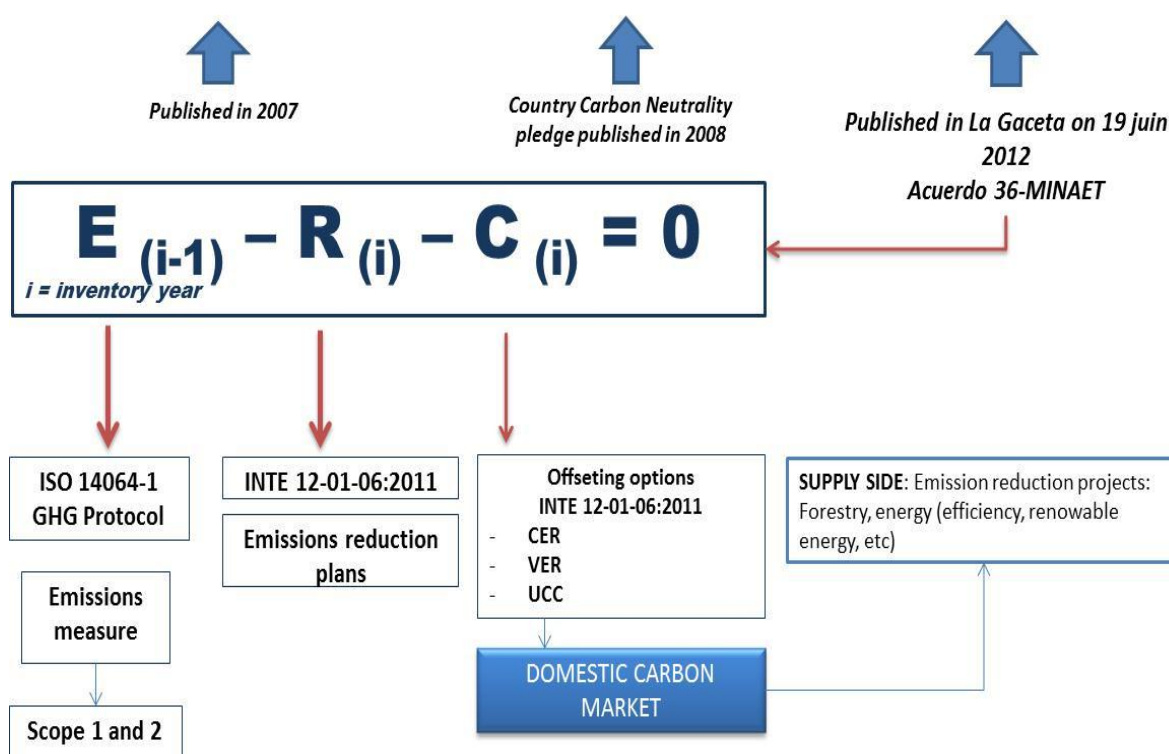 Published in 2007
Country Carbon Neutrality
pledge published in 2008
Published in La Gaceta on 19 juin
2012
Acuerdo 36-MINAET
E (i-1) – R (i) – C (i) = 0
i = inventory year
ISO 14064-1
GHG Protocol
Emissions
measure
Scope 1 and 2
INTE 12-01-06:2011
Emissions reduction
plans
Offseting options
INTE 12-01-06:2011
- CER
- VER
- UCC
DOMESTIC CARBON
MARKET
SUPPLY SIDE: Emission reduction projects:
Forestry, energy (efficiency, renowable
energy, etc)